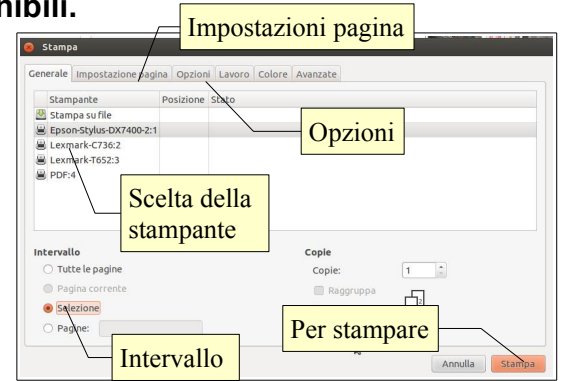 nibili.
Impostazioni pagina
Stampa
Generale Impostazione pagina Opzioni Lavoro Colore Avanzate
Stampante Posizione Stato
Stampa su file
Epson-Stylus-DX7400-2:1
Opzioni
Lexmark-C736:2
Lexmark-T652:3
PDF:4
Scelta della
stampante
Intervallo Copie
Tutte le pagine Copie: 1
Pagina corrente Raggruppa
Selezione 2
Pagine: Per stampare
Intervallo
Annulla Stampa